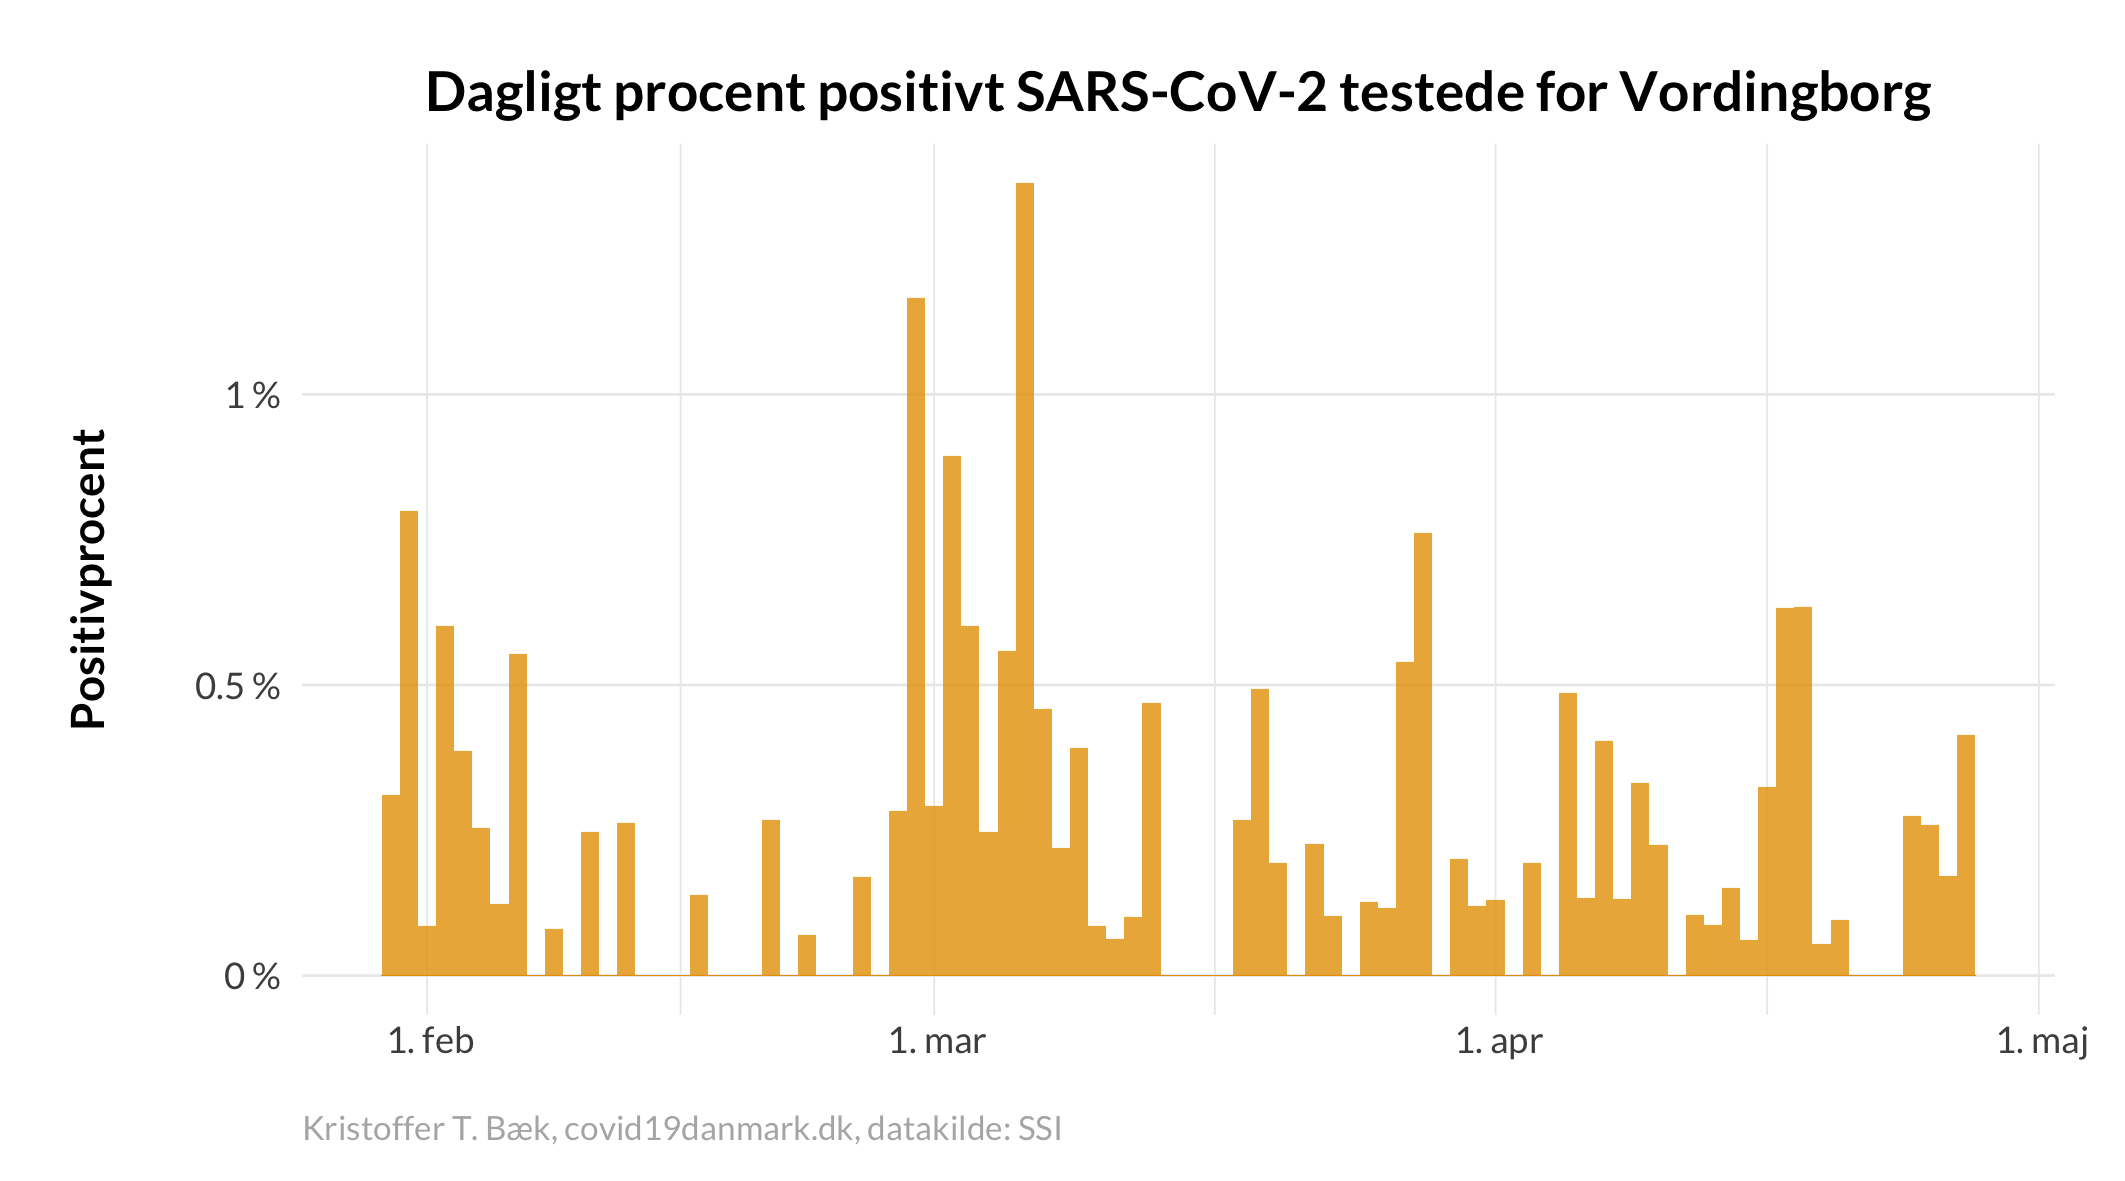 Dagligt procent positivt SARS-CoV-2 testede for Vordingborg
Positivprocent
1 %
0.5 %
0 %
1. feb
1. mar
1. apr
1. maj
Kristoffer T. Bæk, covid19danmark.dk, datakilde: SSI